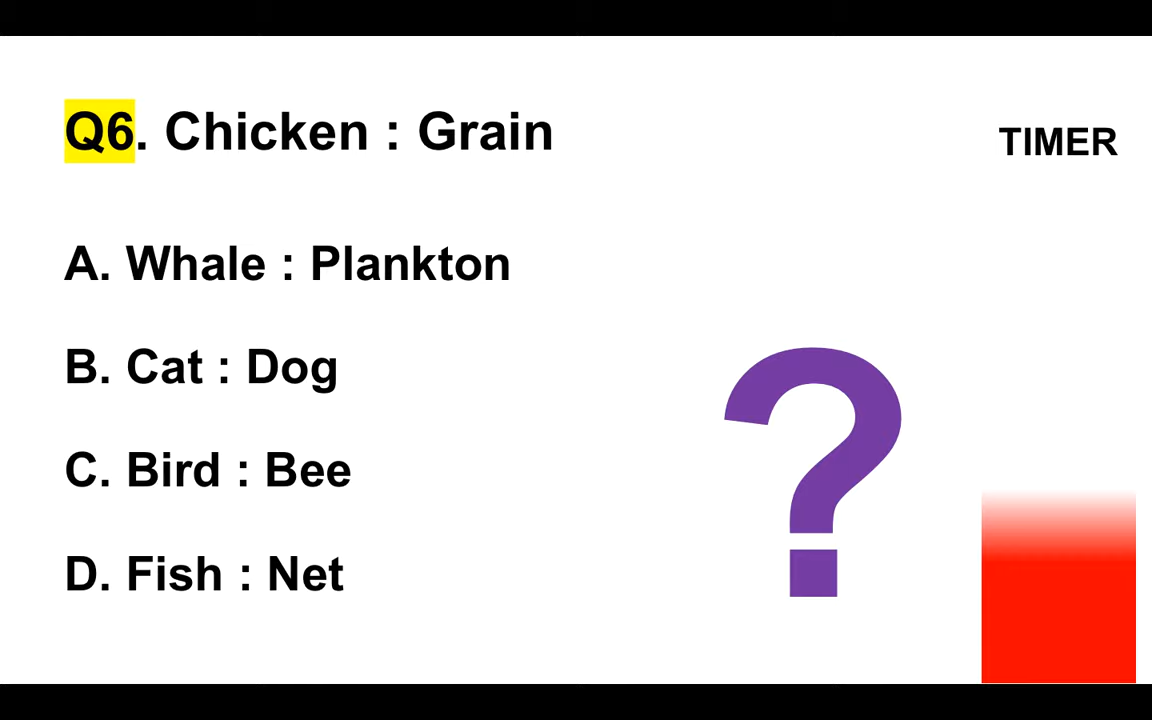 Q6. Chicken : Grain
TIMER
A. Whale : Plankton
B. Cat : Dog
C. Bird : Bee
D. Fish : Net
?